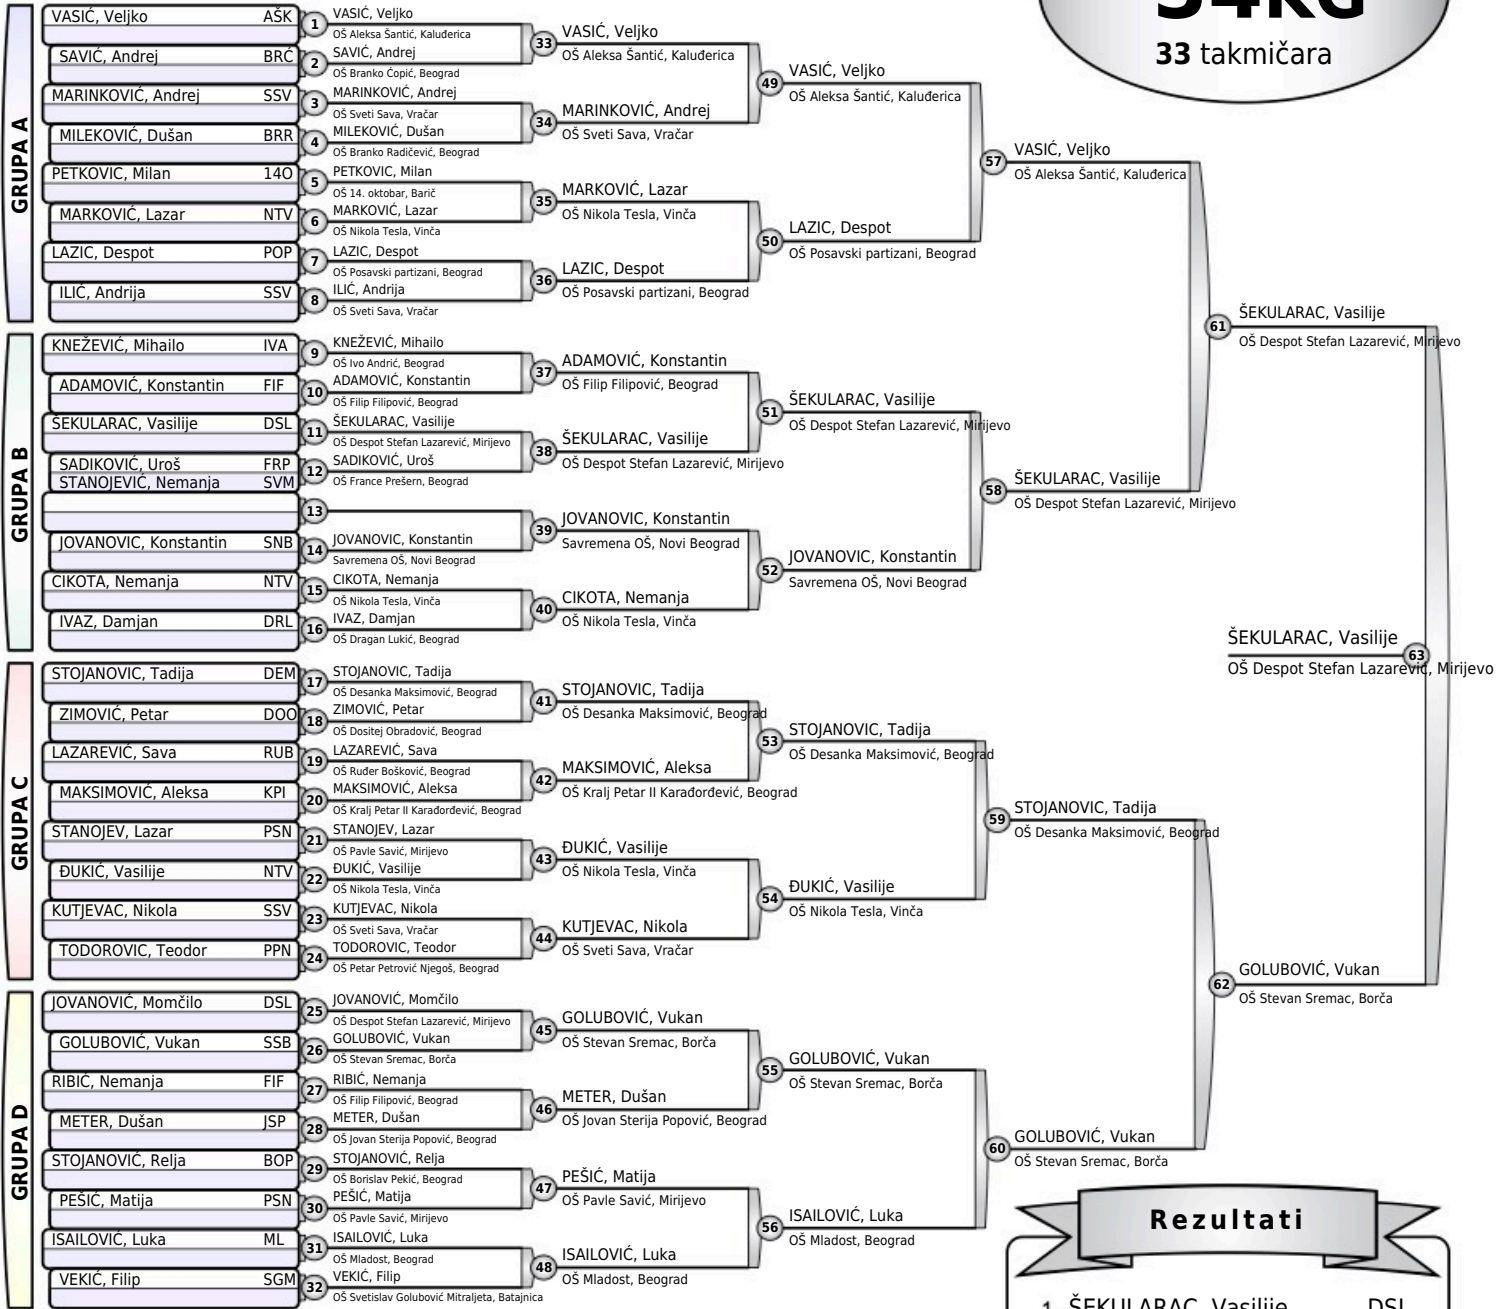 54KG
33 takmičara
GRUPA A
VASIĆ, Veljko AŠK
SAVIĆ, Andrej BRĆ
MARINKOVIĆ, Andrej SSV
MILEKOVIĆ, Dušan BRR
PETKOVIC, Milan 14O
MARKOVIĆ, Lazar NTV
LAZIC, Despot POP
ILIĆ, Andrija SSV
GRUPA B
KNEŽEVIĆ, Mihailo IVA
ADAMOVIĆ, Konstantin FIF
ŠEKULARAC, Vasilije DSL
SADIKOVIĆ, Uroš FRP
STANOJEVIĆ, Nemanja SVM
JOVANOVIC, Konstantin SNB
CIKOTA, Nemanja NTV
IVAZ, Damjan DRL
GRUPA C
STOJANOVIC, Tadija DEM
ZIMOVIĆ, Petar DOO
LAZAREVIĆ, Sava RUB
MAKSIMOVIĆ, Aleksa KPI
STANOJEV, Lazar PSN
ĐUKIĆ, Vasilije NTV
KUTJEVAC, Nikola SSV
TODOROVIC, Teodor PPN
GRUPA D
JOVANOVIĆ, Momčilo DSL
GOLUBOVIĆ, Vukan SSB
RIBIĆ, Nemanja FIF
METER, Dušan JSP
STOJANOVIĆ, Relja BOP
PEŠIĆ, Matija PSN
ISAILOVIĆ, Luka ML
VEKIĆ, Filip SGM
1 VASIĆ, Veljko
OŠ Aleksa Šantić, Kaluđerica
2 SAVIĆ, Andrej
OŠ Branko Ćopić, Beograd
3 MARINKOVIĆ, Andrej
OŠ Sveti Sava, Vračar
4 MILEKOVIĆ, Dušan
OŠ Branko Radičević, Beograd
5 PETKOVIC, Milan
OŠ 14. oktobar, Barič
6 MARKOVIĆ, Lazar
OŠ Nikola Tesla, Vinča
7 LAZIC, Despot
OŠ Posavski partizani, Beograd
8 ILIĆ, Andrija
OŠ Sveti Sava, Vračar
9 KNEŽEVIĆ, Mihailo
OŠ Ivo Andrić, Beograd
10 ADAMOVIĆ, Konstantin
OŠ Filip Filipović, Beograd
11 ŠEKULARAC, Vasilije
OŠ Despot Stefan Lazarević, Mirijevo
12 SADIKOVIĆ, Uroš
OŠ France Prešern, Beograd
13
14 JOVANOVIC, Konstantin
Savremena OŠ, Novi Beograd
15 CIKOTA, Nemanja
OŠ Nikola Tesla, Vinča
16 IVAZ, Damjan
OŠ Dragan Lukić, Beograd
17 STOJANOVIC, Tadija
OŠ Desanka Maksimović, Beograd
18 ZIMOVIĆ, Petar
OŠ Dositej Obradović, Beograd
19 LAZAREVIĆ, Sava
OŠ Ruđer Bošković, Beograd
20 MAKSIMOVIĆ, Aleksa
OŠ Kralj Petar II Karađorđević, Beograd
21 STANOJEV, Lazar
OŠ Pavle Savić, Mirijevo
22 ĐUKIĆ, Vasilije
OŠ Nikola Tesla, Vinča
23 KUTJEVAC, Nikola
OŠ Sveti Sava, Vračar
24 TODOROVIC, Teodor
OŠ Petar Petrović Njegoš, Beograd
25 JOVANOVIĆ, Momčilo
OŠ Despot Stefan Lazarević, Mirijevo
26 GOLUBOVIĆ, Vukan
OŠ Stevan Sremac, Borča
27 RIBIĆ, Nemanja
OŠ Filip Filipović, Beograd
28 METER, Dušan
OŠ Jovan Sterija Popović, Beograd
29 STOJANOVIĆ, Relja
OŠ Borislav Pekić, Beograd
30 PEŠIĆ, Matija
OŠ Pavle Savić, Mirijevo
31 ISAILOVIĆ, Luka
OŠ Mladost, Beograd
32 VEKIĆ, Filip
OŠ Svetislav Golubović Mitraljeta, Batajnica
33 VASIĆ, Veljko
OŠ Aleksa Šantić, Kaluđerica
34 MARINKOVIĆ, Andrej
OŠ Sveti Sava, Vračar
35 MARKOVIĆ, Lazar
OŠ Nikola Tesla, Vinča
36 LAZIC, Despot
OŠ Posavski partizani, Beograd
37 ADAMOVIĆ, Konstantin
OŠ Filip Filipović, Beograd
38 ŠEKULARAC, Vasilije
OŠ Despot Stefan Lazarević, Mirijevo
39 JOVANOVIC, Konstantin
Savremena OŠ, Novi Beograd
40 CIKOTA, Nemanja
OŠ Nikola Tesla, Vinča
41 STOJANOVIC, Tadija
OŠ Desanka Maksimović, Beograd
42 MAKSIMOVIĆ, Aleksa
OŠ Kralj Petar II Karađorđević, Beograd
43 ĐUKIĆ, Vasilije
OŠ Nikola Tesla, Vinča
44 KUTJEVAC, Nikola
OŠ Sveti Sava, Vračar
45 GOLUBOVIĆ, Vukan
OŠ Stevan Sremac, Borča
46 METER, Dušan
OŠ Jovan Sterija Popović, Beograd
47 PEŠIĆ, Matija
OŠ Pavle Savić, Mirijevo
48 ISAILOVIĆ, Luka
OŠ Mladost, Beograd
49 VASIĆ, Veljko
OŠ Aleksa Šantić, Kaluđerica
50 LAZIC, Despot
OŠ Posavski partizani, Beograd
51 ŠEKULARAC, Vasilije
OŠ Despot Stefan Lazarević, Mirijevo
52 JOVANOVIC, Konstantin
Savremena OŠ, Novi Beograd
53 STOJANOVIC, Tadija
OŠ Desanka Maksimović, Beograd
54 ĐUKIĆ, Vasilije
OŠ Nikola Tesla, Vinča
55 GOLUBOVIĆ, Vukan
OŠ Stevan Sremac, Borča
56 ISAILOVIĆ, Luka
OŠ Mladost, Beograd
57 VASIĆ, Veljko
OŠ Aleksa Šantić, Kaluđerica
58 ŠEKULARAC, Vasilije
OŠ Despot Stefan Lazarević, Mirijevo
59 STOJANOVIC, Tadija
OŠ Desanka Maksimović, Beograd
60 GOLUBOVIĆ, Vukan
OŠ Stevan Sremac, Borča
61 ŠEKULARAC, Vasilije
OŠ Despot Stefan Lazarević, Mirijevo
62 GOLUBOVIĆ, Vukan
OŠ Stevan Sremac, Borča
ŠEKULARAC, Vasilije 63
OŠ Despot Stefan Lazarević, Mirijevo
Rezultati
1 ŠEKULARAC, Vasilije DSL